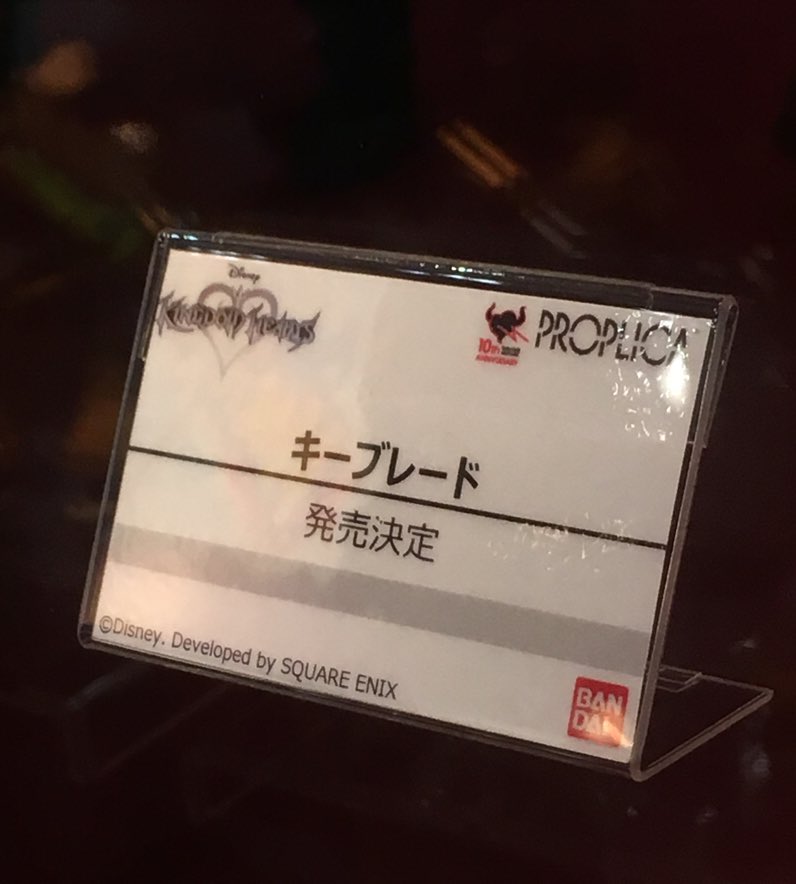 Disney
KINGDOM HEARTS
10th
ANNIVERSARY
PROPLICA
キーブレード
発売決定
©Disney. Developed by SQUARE ENIX
BAN
DAI